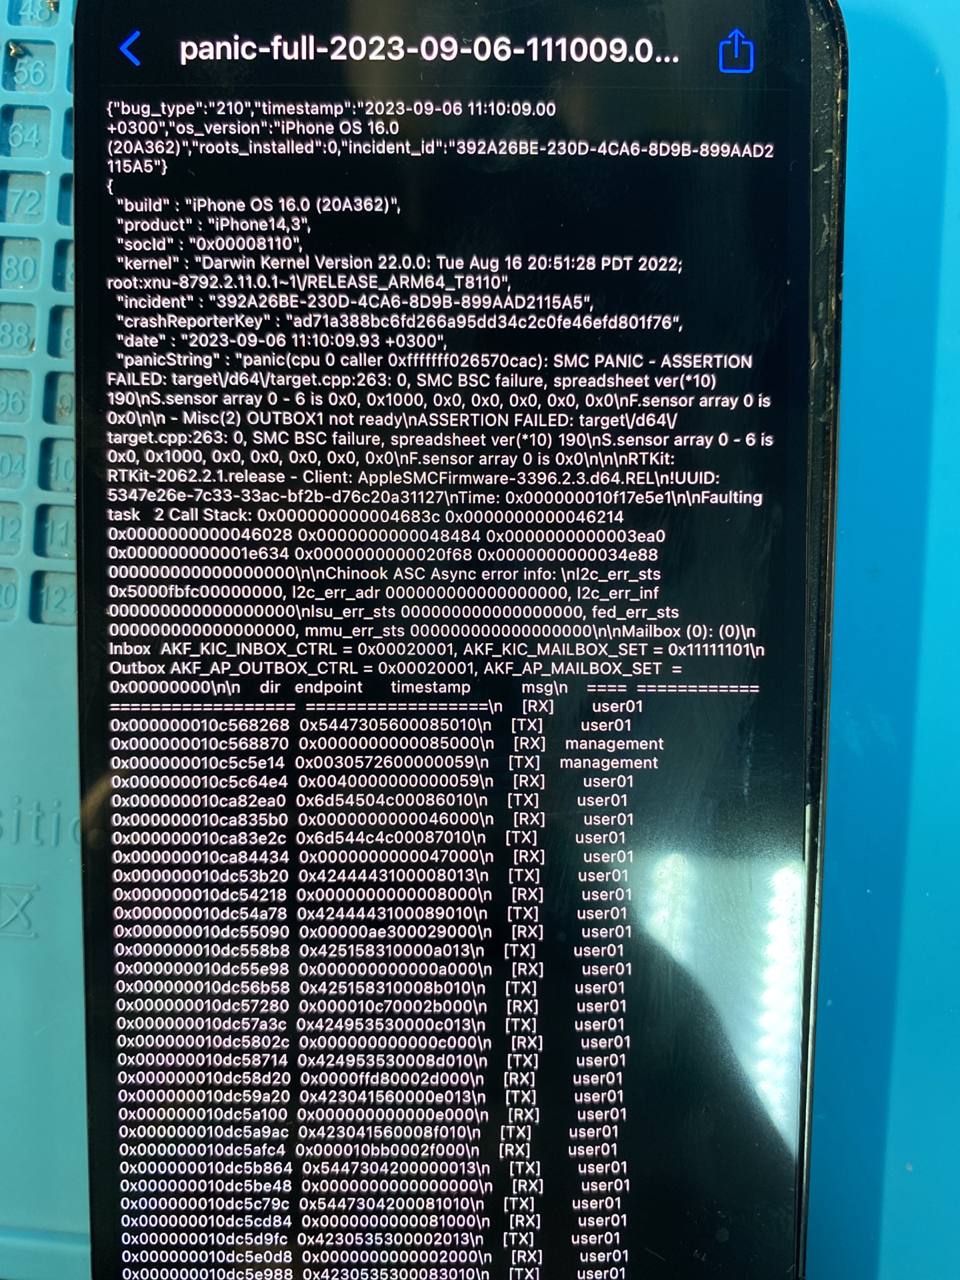 panic-full-2023-09-06-111009.0...
{"bug_type":"210","timestamp":"2023-09-06 11:10:09.00
+0300","os_version":"iPhone OS 16.0
(20A362)","roots_installed":0,"incident_id":"392A26BE-230D-4CA6-8D9B-899AAD2
115A5"}
{
"build" : "iPhone OS 16.0 (20A362)",
"product" : "iPhone14,3",
"socId" : "0x00008110",
"kernel" : "Darwin Kernel Version 22.0.0: Tue Aug 16 20:51:28 PDT 2022;
root:xnu-8792.2.11.0.1~1\/RELEASE_ARM64_T8110",
"incident" : "392A26BE-230D-4CA6-8D9B-899AAD2115A5",
"crashReporterKey" : "ad71a388bc6fd266a95dd34c2c0fe46efd801f76",
"date" : "2023-09-06 11:10:09.93 +0300",
"panicString" : "panic(cpu 0 caller 0xfffffff026570cac): SMC PANIC - ASSERTION
FAILED: target\/d64\/target.cpp:263: 0, SMC BSC failure, spreadsheet ver(*10)
190\nS.sensor array 0 - 6 is 0x0, 0x1000, 0x0, 0x0, 0x0, 0x0, 0x0\nF.sensor array 0 is
0x0\n\n - Misc(2) OUTBOX1 not ready\nASSERTION FAILED: target\/d64\/
target.cpp:263: 0, SMC BSC failure, spreadsheet ver(*10) 190\nS.sensor array 0 - 6 is
0x0, 0x1000, 0x0, 0x0, 0x0, 0x0, 0x0\nF.sensor array 0 is 0x0\n\n\nRTKit:
RTKit-2062.2.1.release - Client: AppleSMCFirmware-3396.2.3.d64.REL\n!UUID:
5347e26e-7c33-33ac-bf2b-d76c20a31127\nTime: 0x000000010f17e5e1\n\nFaulting
task 2 Call Stack: 0x000000000004683c 0x0000000000046214
0x0000000000046028 0x0000000000048484 0x0000000000003ea0
0x000000000001e634 0x0000000000020f68 0x0000000000034e88
0000000000000000\n\nChinook ASC Async error info: \nI2c_err_sts
0x5000fbfc00000000, I2c_err_adr 0000000000000000, I2c_err_inf
0000000000000000\nlsu_err_sts 0000000000000000, fed_err_sts
0000000000000000, mmu_err_sts 0000000000000000\n\nMailbox (0): (0)\n
Inbox AKF_KIC_INBOX_CTRL = 0x00020001, AKF_KIC_MAILBOX_SET = 0x11111101\n
Outbox AKF_AP_OUTBOX_CTRL = 0x00020001, AKF_AP_MAILBOX_SET =
0x00000000\n\n dir endpoint timestamp msg\n ==== ============
================== ==================\n [RX] user01
0x000000010c568268 0x5447305600085010\n [TX] user01
0x000000010c568870 0x0000000000085000\n [RX] management
0x000000010c5c5e14 0x0030572600000059\n [TX] management
0x000000010c5c64e4 0x0040000000000059\n [RX] user01
0x000000010ca82ea0 0x6d54504c00086010\n [TX] user01
0x000000010ca835b0 0x0000000000046000\n [RX] user01
0x000000010ca83e2c 0x6d544c4c00087010\n [TX] user01
0x000000010ca84434 0x0000000000047000\n [RX] user01
0x000000010dc53b20 0x4244443100008013\n [TX] user01
0x000000010dc54218 0x0000000000008000\n [RX] user01
0x000000010dc54a78 0x4244443100089010\n [TX] user01
0x000000010dc55090 0x00000ae300029000\n [RX] user01
0x000000010dc558b8 0x425158310000a013\n [TX] user01
0x000000010dc55e98 0x000000000000a000\n [RX] user01
0x000000010dc56b58 0x425158310008b010\n [TX] user01
0x000000010dc57280 0x000010c70002b000\n [RX] user01
0x000000010dc57a3c 0x424953530000c013\n [TX] user01
0x000000010dc5802c 0x000000000000c000\n [RX] user01
0x000000010dc58714 0x424953530008d010\n [TX] user01
0x000000010dc58d20 0x0000ffd80002d000\n [RX] user01
0x000000010dc59a20 0x423041560000e013\n [TX] user01
0x000000010dc5a100 0x000000000000e000\n [RX] user01
0x000000010dc5a9ac 0x423041560008f010\n [TX] user01
0x000000010dc5afc4 0x000010bb0002f000\n [RX] user01
0x000000010dc5b864 0x5447304200000013\n [TX] user01
0x000000010dc5be48 0x0000000000000000\n [RX] user01
0x000000010dc5c79c 0x5447304200081010\n [TX] user01
0x000000010dc5cd84 0x0000000000081000\n [RX] user01
0x000000010dc5d9fc 0x4230535300002013\n [TX] user01
0x000000010dc5e0d8 0x0000000000002000\n [RX] user01
0x000000010dc5e988 0x4230535300083010\n [TX] user01
48
56
64
72
80
88
96